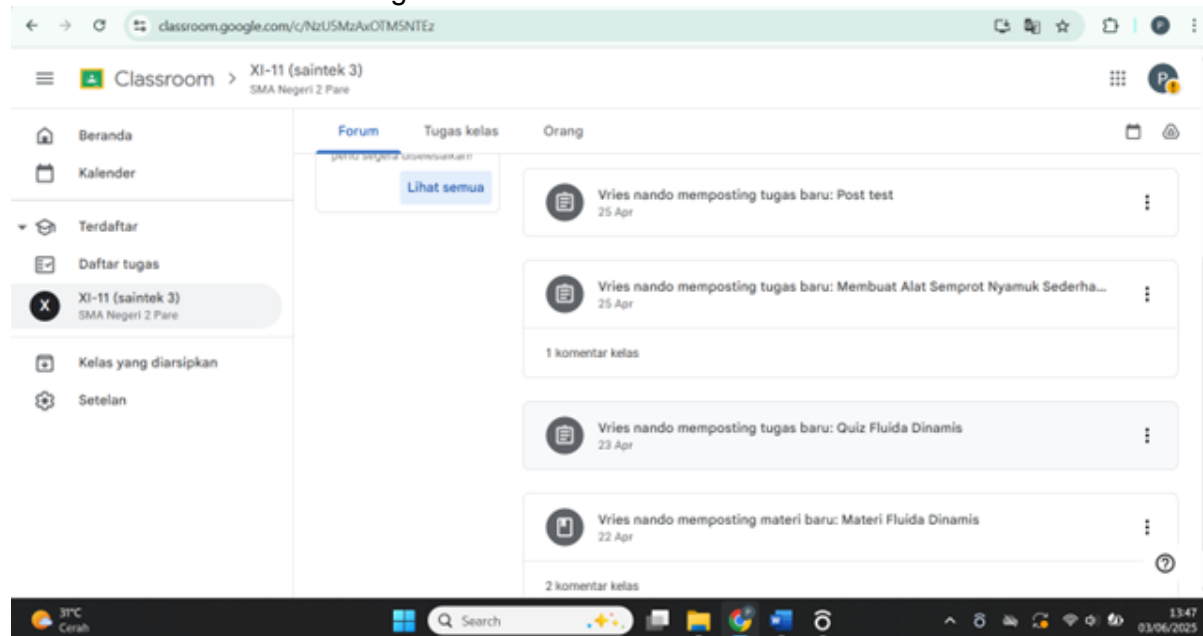 classroom.google.com/c/NzU5MzAxOTM5NTEz
Classroom > XI-11 (saintek 3)
SMA Negeri 2 Pare
P
Beranda
Kalender
Terdaftar
Daftar tugas
X
XI-11 (saintek 3)
SMA Negeri 2 Pare
Kelas yang diarsipkan
Setelan
Forum Tugas kelas Orang
perlu segera diselesaikan!
Lihat semua
Vries nando memposting tugas baru: Post test
25 Apr
Vries nando memposting tugas baru: Membuat Alat Semprot Nyamuk Sederha...
25 Apr
1 komentar kelas
Vries nando memposting tugas baru: Quiz Fluida Dinamis
23 Apr
Vries nando memposting materi baru: Materi Fluida Dinamis
22 Apr
2 komentar kelas
31°C
Cerah
Search
13:47
03/06/2025